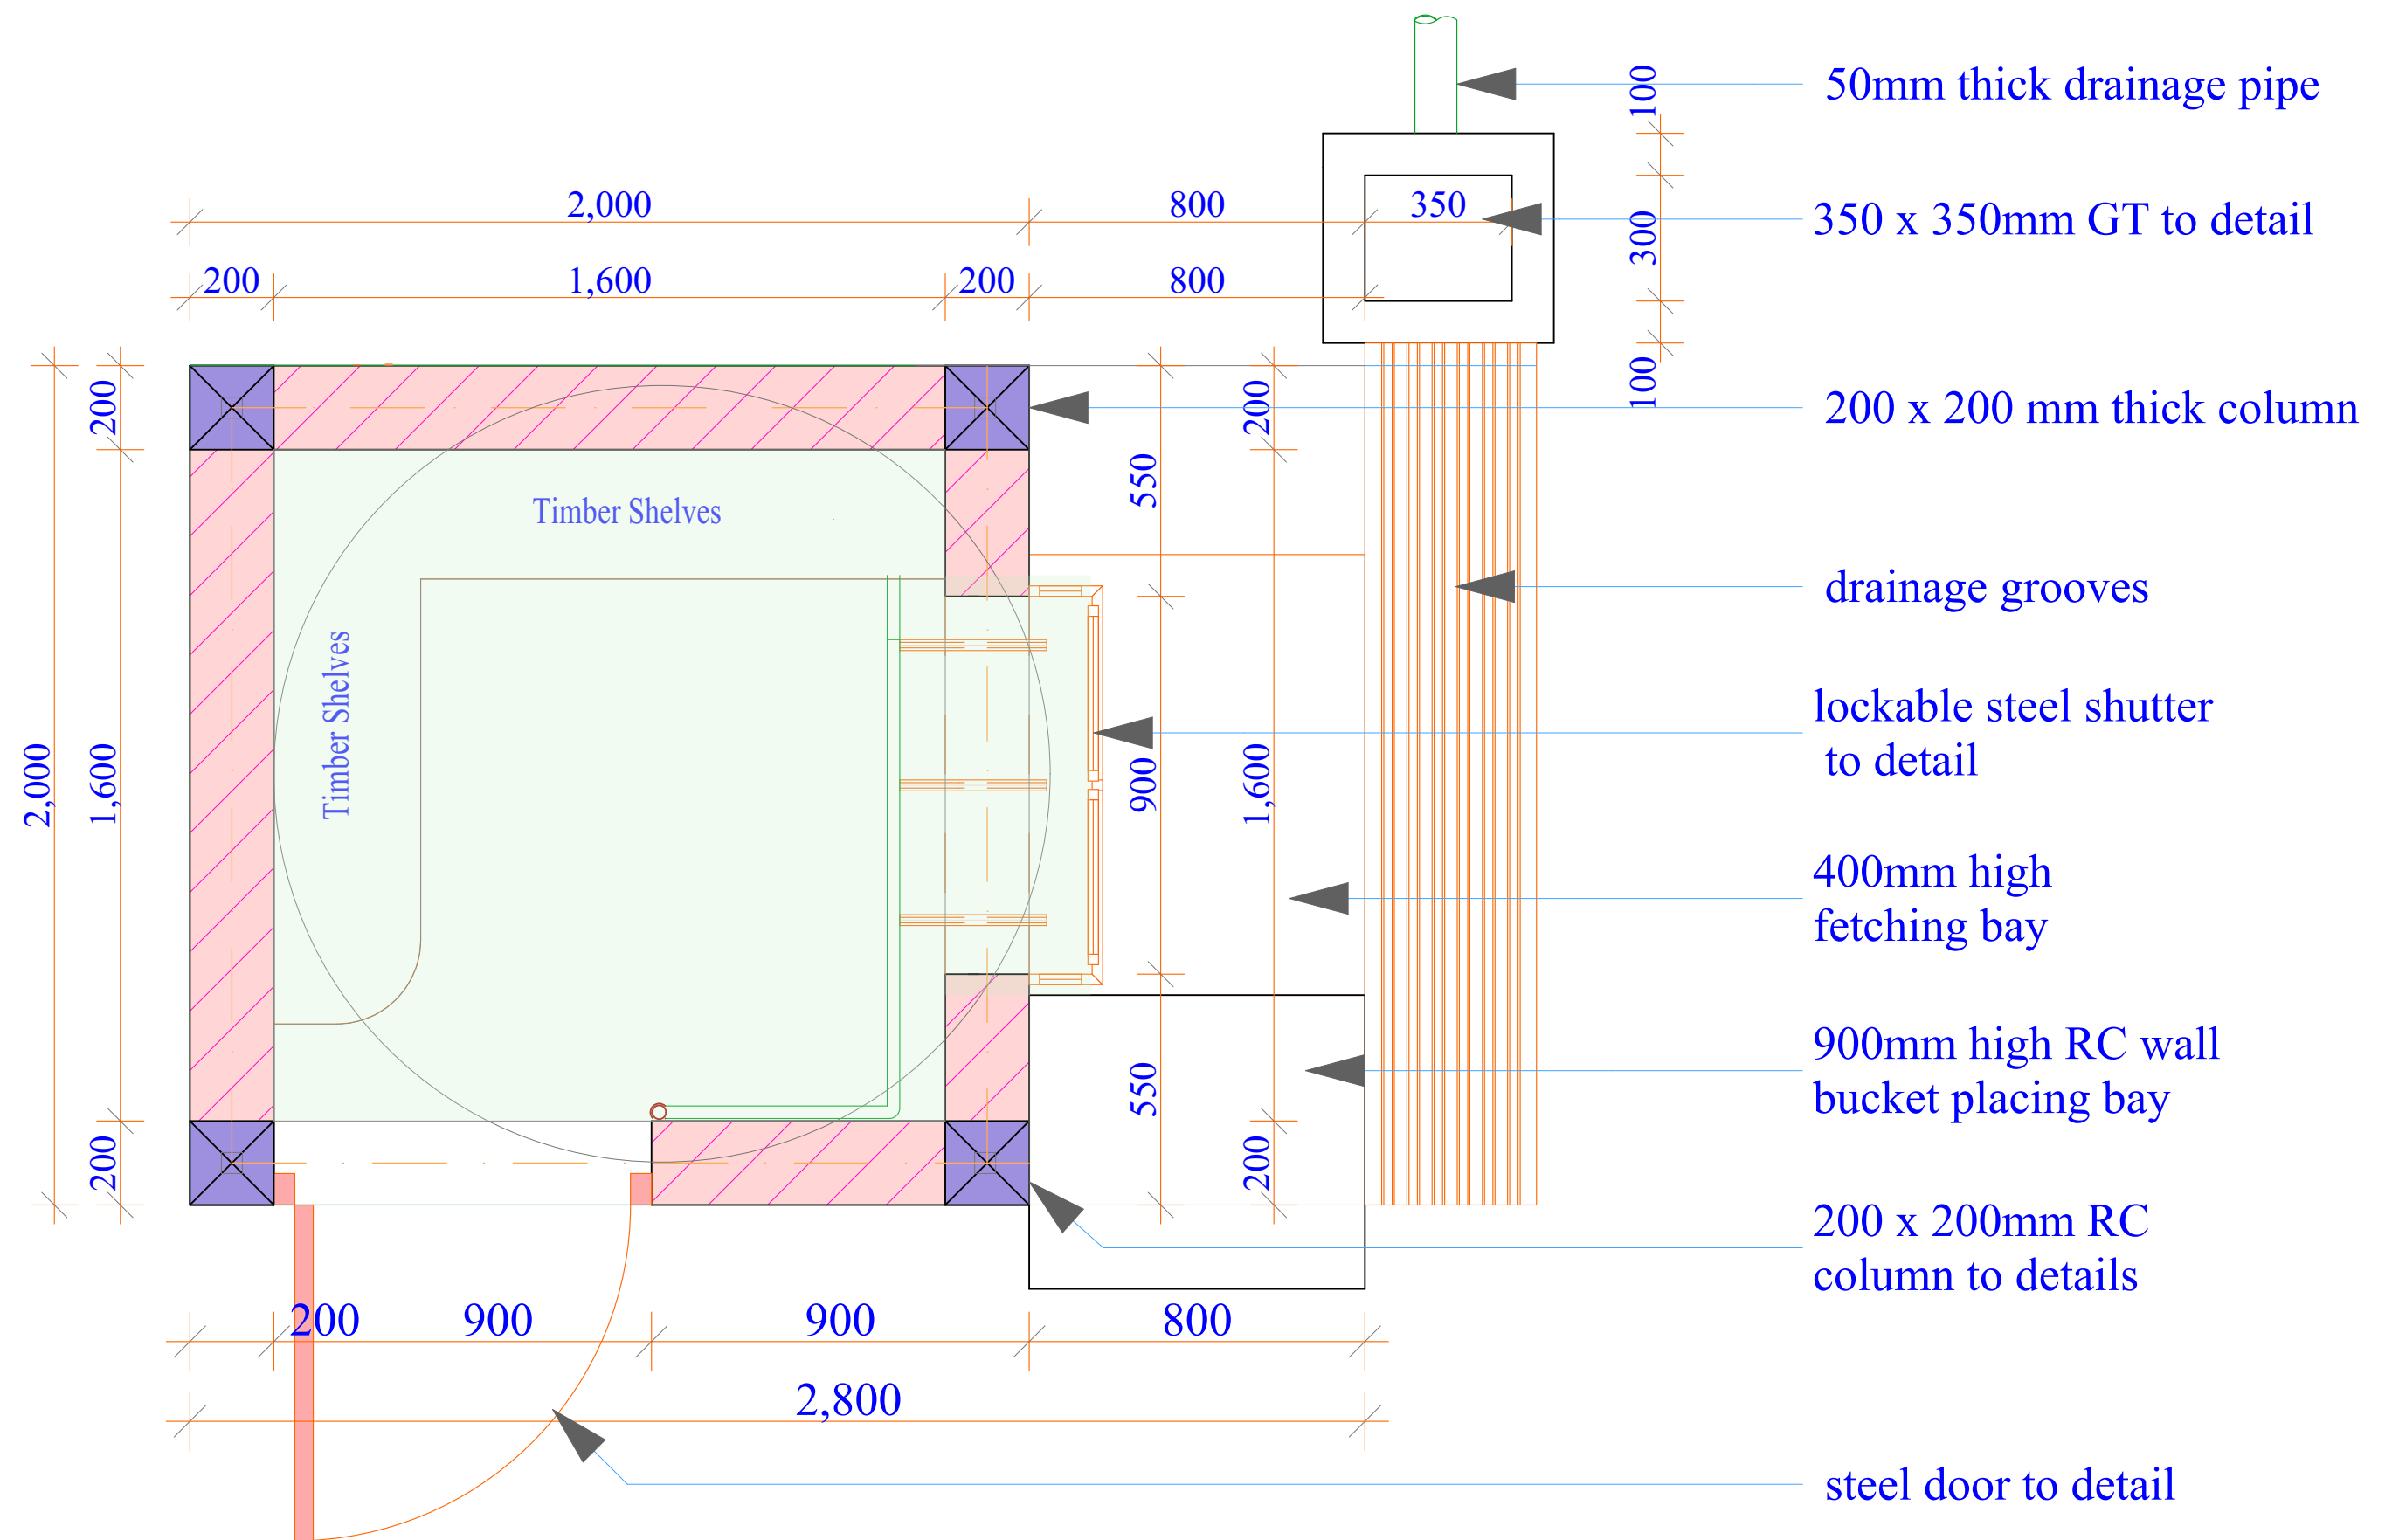 50mm thick drainage pipe
100
2,000
800
350
350 x 350mm GT to detail
300
200
1,600
200
800
100
200
200
200 x 200 mm thick column
550
Timber Shelves
drainage grooves
Timber Shelves
lockable steel shutter
to detail
2,000
1,600
900
1,600
400mm high
fetching bay
900mm high RC wall
bucket placing bay
550
200
200
200 x 200mm RC
column to details
200
900
900
800
2,800
steel door to detail